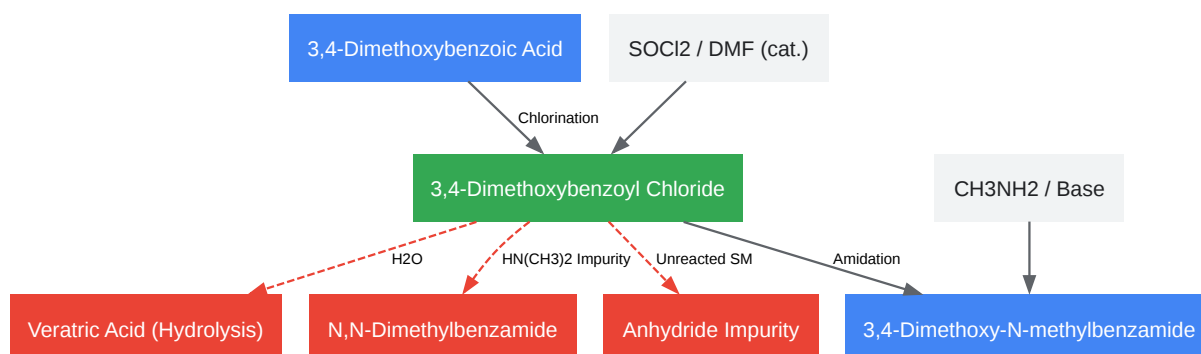 3,4-Dimethoxybenzoic Acid
SOCl2 / DMF (cat.)
Chlorination
3,4-Dimethoxybenzoyl Chloride
CH3NH2 / Base
H2O
HN(CH3)2 Impurity
Unreacted SM
Amidation
Veratric Acid (Hydrolysis)
N,N-Dimethylbenzamide
Anhydride Impurity
3,4-Dimethoxy-N-methylbenzamide